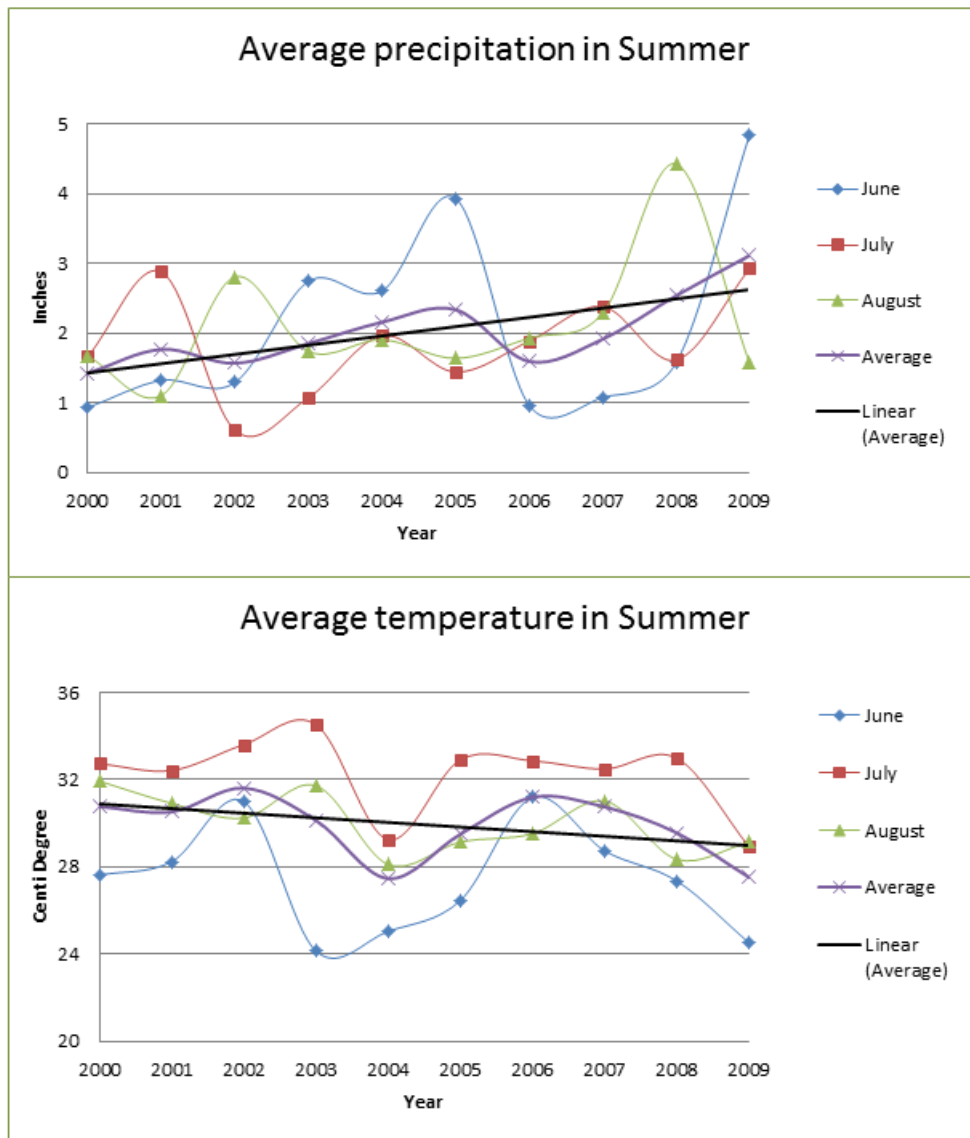 Average precipitation in Summer
5
4
3
2
1
0
Inches
2000 2001 2002 2003 2004 2005 2006 2007 2008 2009
Year
June
July
August
Average
Linear
(Average)
Average temperature in Summer
36
32
28
24
20
Centi Degree
2000 2001 2002 2003 2004 2005 2006 2007 2008 2009
Year
June
July
August
Average
Linear
(Average)